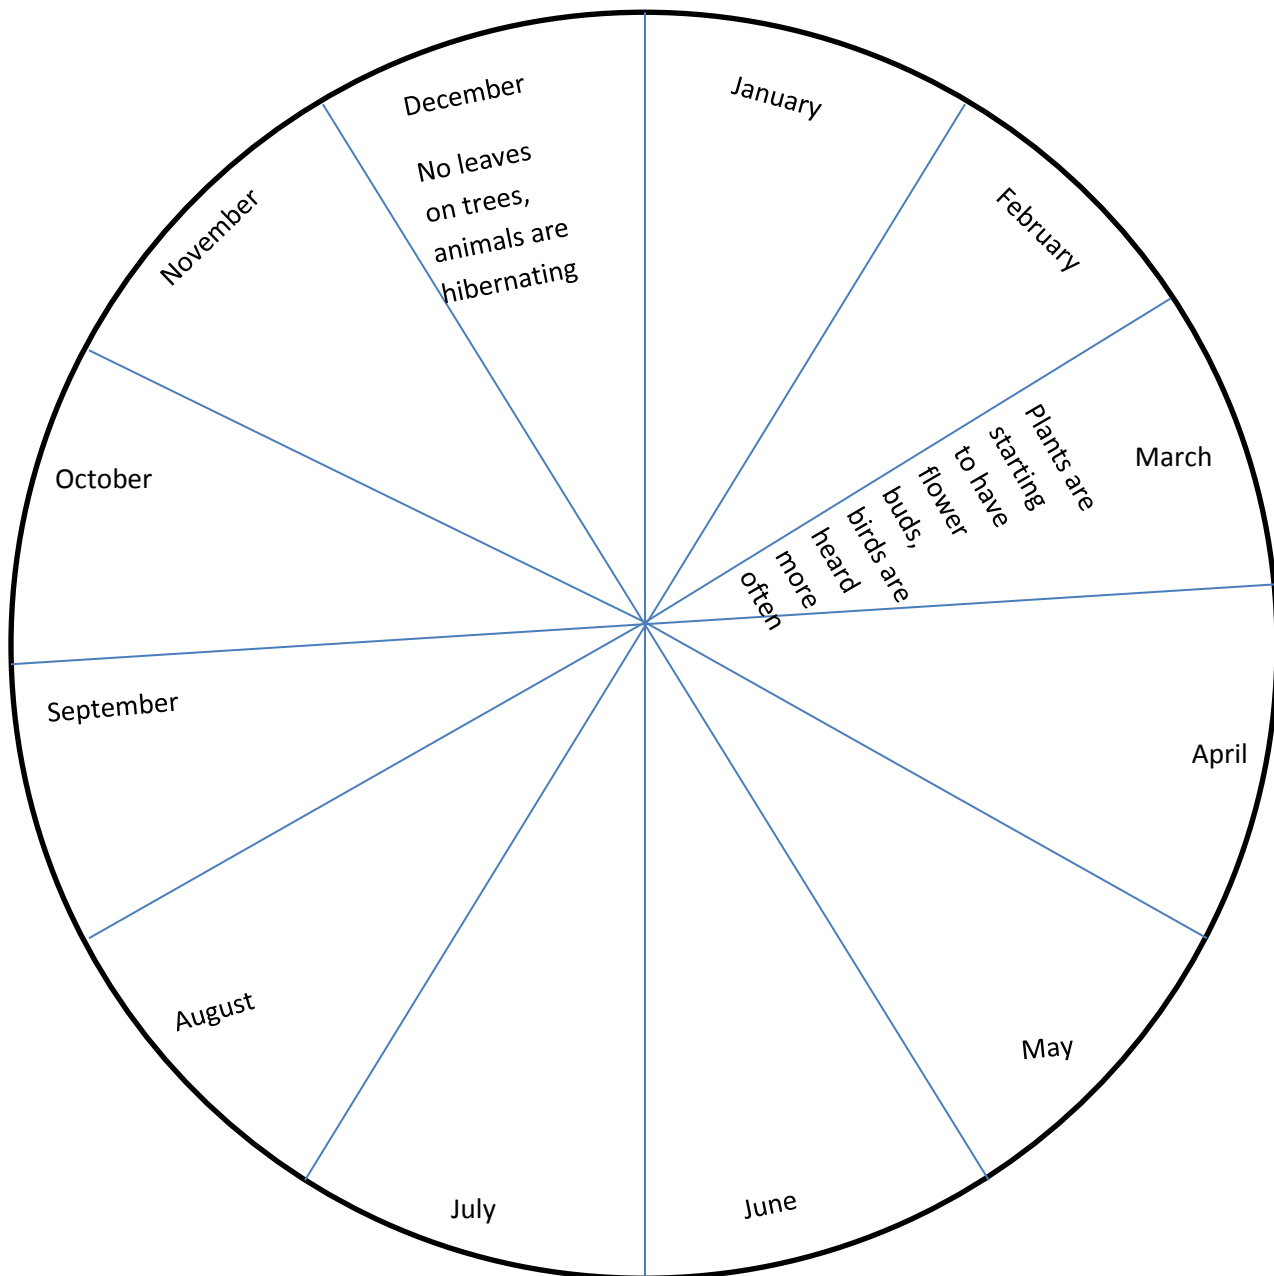 January
February
March
Plants are
starting
to have
flower
buds,
birds are
heard
more
often
April
May
June
July
August
September
October
November
December
No leaves
on trees,
animals are
hibernating